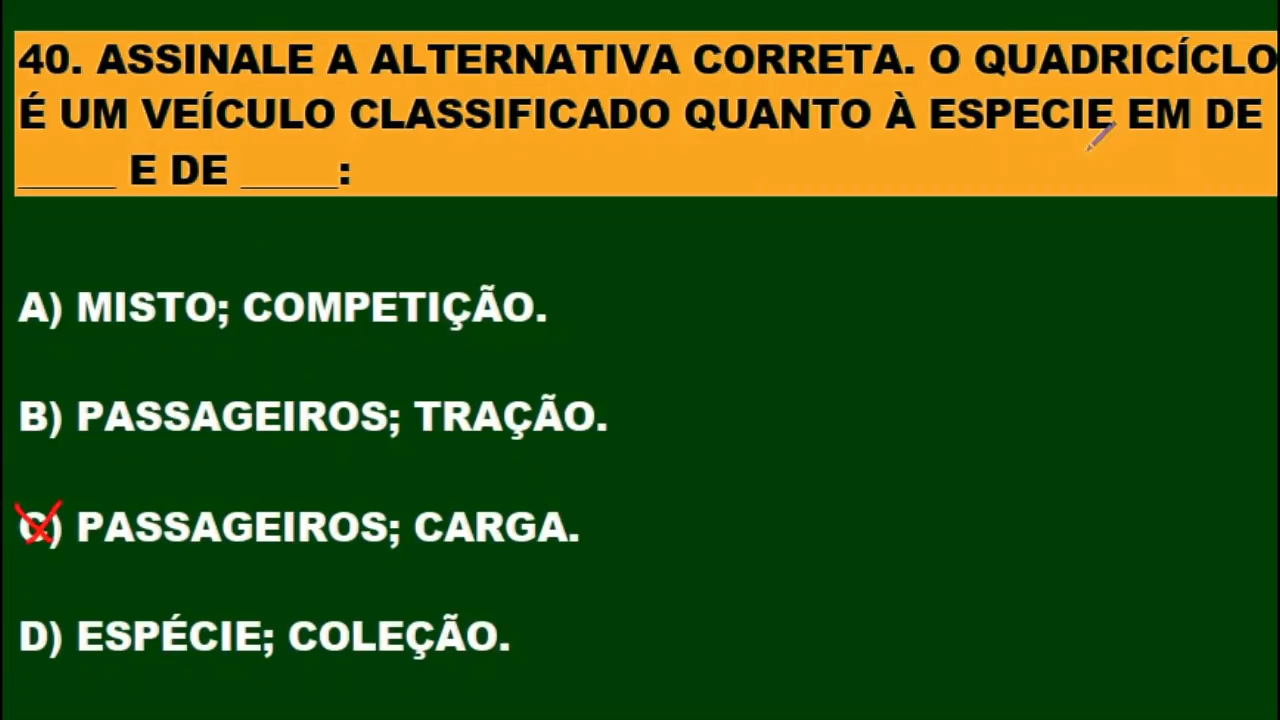 40. ASSINALE A ALTERNATIVA CORRETA. O QUADRICÍCLO
É UM VEÍCULO CLASSIFICADO QUANTO À ESPECIE EM DE
_____ E DE _____:
A) MISTO; COMPETIÇÃO.
B) PASSAGEIROS; TRAÇÃO.
C) PASSAGEIROS; CARGA.
D) ESPÉCIE; COLEÇÃO.